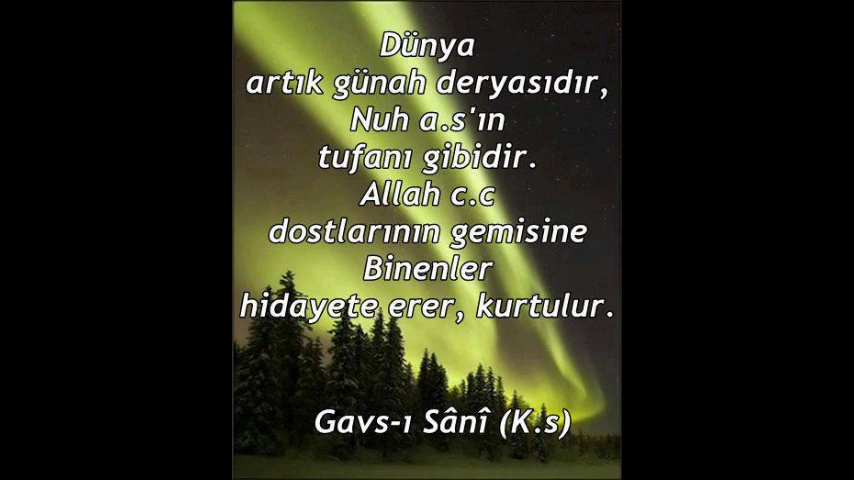 Dünya
artık günah deryasıdır,
Nuh a.s'ın
tufanı gibidir.
Allah c.c
dostlarının gemisine
Binenler
hidayete erer, kurtulur.
Gavs-ı Sânî (K.s)